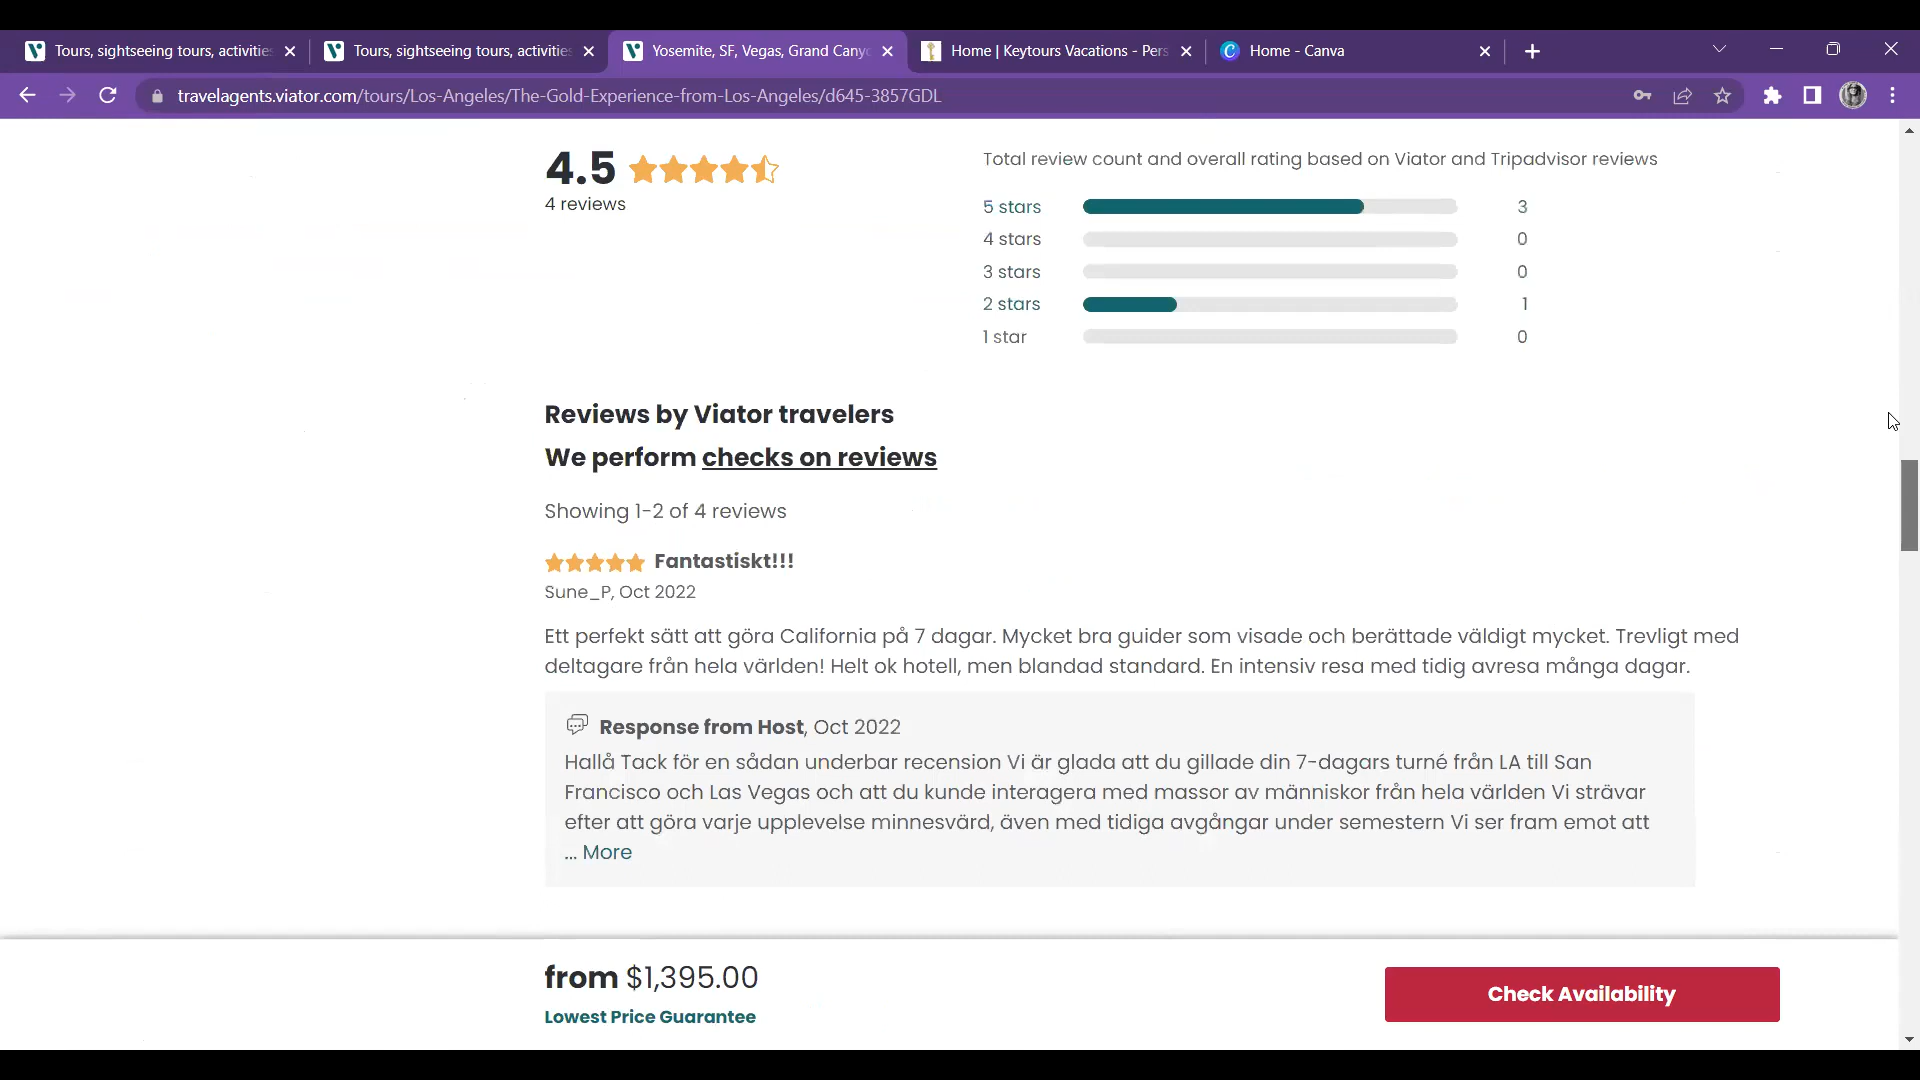 Tours, sightseeing tours, activities
Tours, sightseeing tours, activities
Yosemite, SF, Vegas, Grand Canyo
Home | Keytours Vacations - Pers
Home - Canva
travelagents.viator.com/tours/Los-Angeles/The-Gold-Experience-from-Los-Angeles/d645-3857GDL
4.5
4 reviews
Total review count and overall rating based on Viator and Tripadvisor reviews
5 stars 3
4 stars 0
3 stars 0
2 stars 1
1 star 0
Reviews by Viator travelers
We perform checks on reviews
Showing 1-2 of 4 reviews
Fantastiskt!!!
Sune_P, Oct 2022
Ett perfekt sätt att göra California på 7 dagar. Mycket bra guider som visade och berättade väldigt mycket. Trevligt med
deltagare från hela världen! Helt ok hotell, men blandad standard. En intensiv resa med tidig avresa många dagar.
Response from Host, Oct 2022
Hallå Tack för en sådan underbar recension Vi är glada att du gillade din 7-dagars turné från LA till San
Francisco och Las Vegas och att du kunde interagera med massor av människor från hela världen Vi strävar
efter att göra varje upplevelse minnesvärd, även med tidiga avgångar under semestern Vi ser fram emot att
... More
from $1,395.00
Lowest Price Guarantee
Check Availability